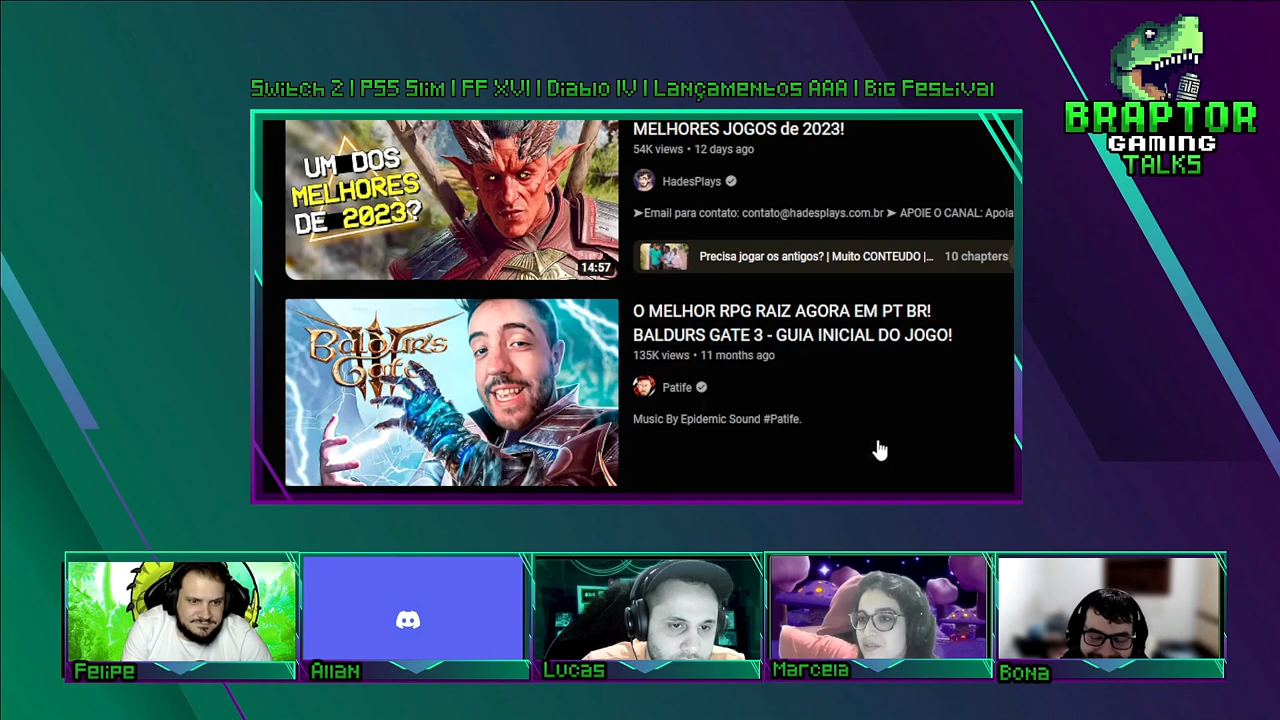 Switch 2 | PS5 Slim | FF XVI | Diablo IV | Lançamentos AAA | Big Festival
BRAPTOR
GAMING
TALKS
UM DOS
MELHORES
DE 2023?
14:57
MELHORES JOGOS de 2023!
54K views • 12 days ago
HadesPlays
➤Email para contato: contato@hadesplays.com.br ➤ APOIE O CANAL: Apoia
Precisa jogar os antigos? | Muito CONTEUDO |... 10 chapters
BALDUR'S
GATE
III
O MELHOR RPG RAIZ AGORA EM PT BR!
BALDURS GATE 3 - GUIA INICIAL DO JOGO!
135K views • 11 months ago
Patife
Music By Epidemic Sound #Patife.
Felipe
Allan
Lucas
Marcela
Bona